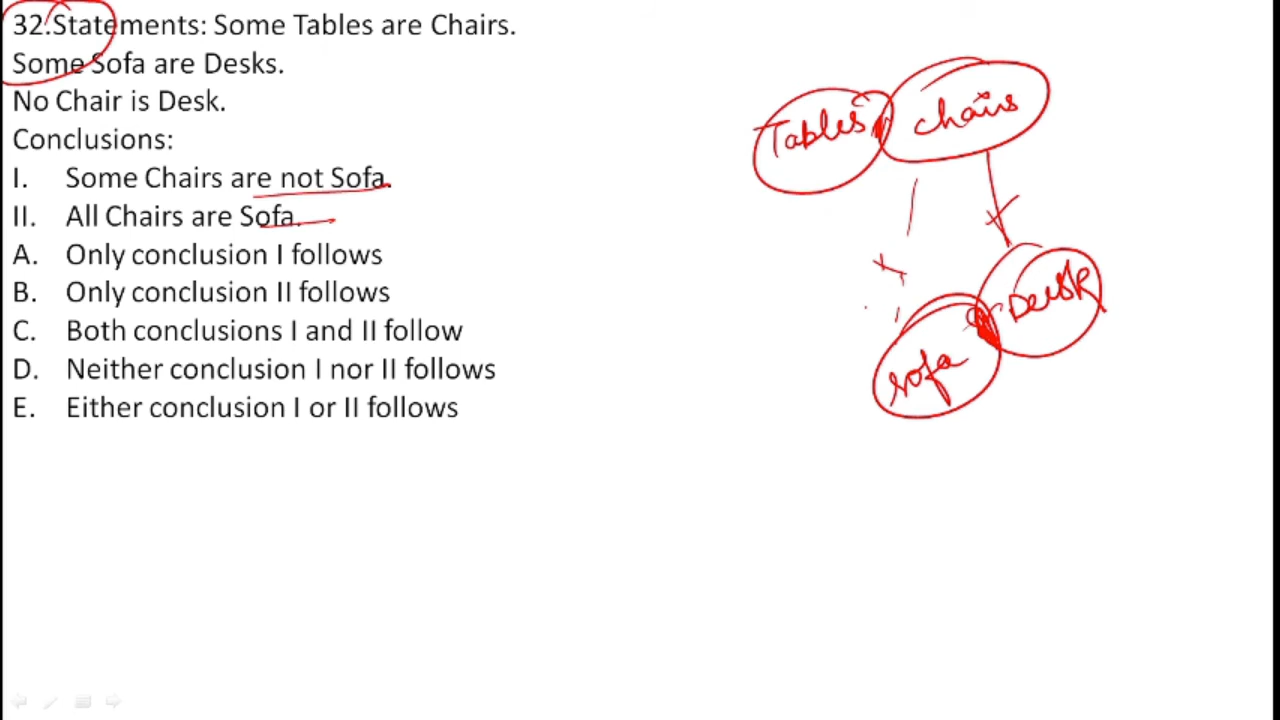 32.Statements: Some Tables are Chairs.
Some Sofa are Desks.
No Chair is Desk.
Conclusions:
I. Some Chairs are not Sofa.
II. All Chairs are Sofa.
A. Only conclusion I follows
B. Only conclusion II follows
C. Both conclusions I and II follow
D. Neither conclusion I nor II follows
E. Either conclusion I or II follows
Tables chairs
Desk
sofa